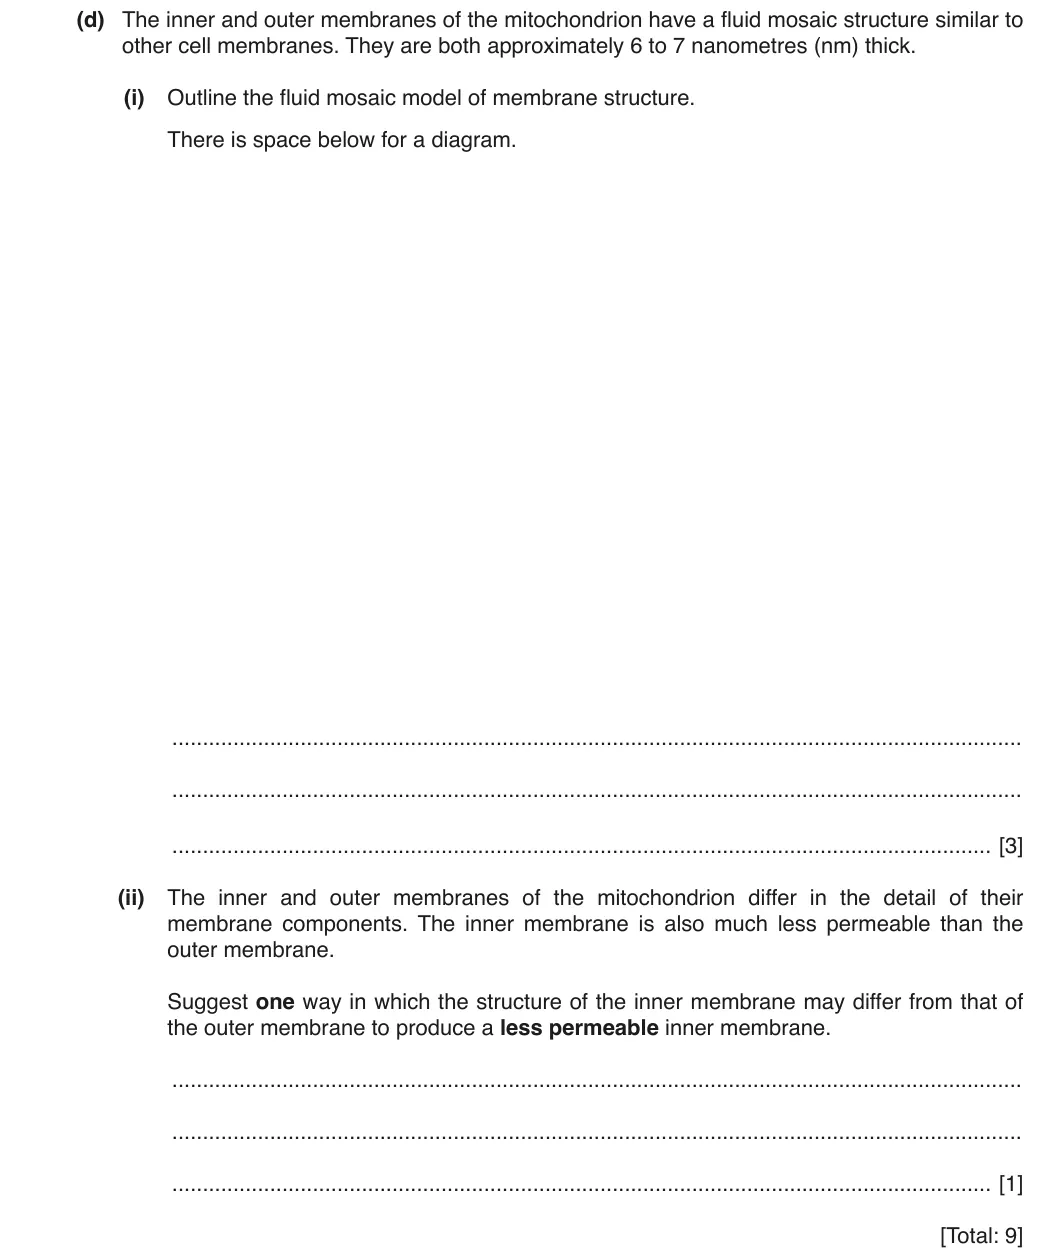 (d) The inner and outer membranes of the mitochondrion have a fluid mosaic structure similar to
other cell membranes. They are both approximately 6 to 7 nanometres (nm) thick.
(i) Outline the fluid mosaic model of membrane structure.
There is space below for a diagram.
..........................................................................................................................................
..........................................................................................................................................
..................................................................................................................................... [3]
(ii) The inner and outer membranes of the mitochondrion differ in the detail of their
membrane components. The inner membrane is also much less permeable than the
outer membrane.
Suggest one way in which the structure of the inner membrane may differ from that of
the outer membrane to produce a less permeable inner membrane.
..........................................................................................................................................
..........................................................................................................................................
..................................................................................................................................... [1]
[Total: 9]